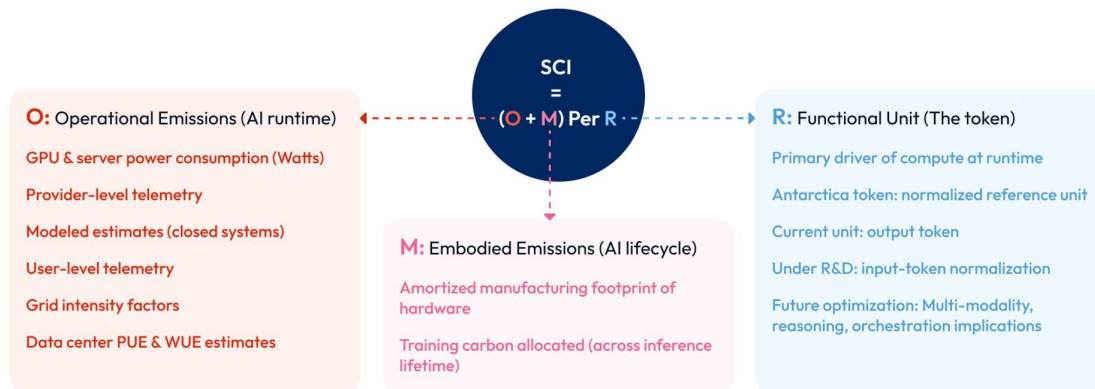 SCI
=
(O + M) Per R
O: Operational Emissions (AI runtime)
GPU & server power consumption (Watts)
Provider-level telemetry
Modeled estimates (closed systems)
User-level telemetry
Grid intensity factors
Data center PUE & WUE estimates
M: Embodied Emissions (AI lifecycle)
Amortized manufacturing footprint of
hardware
Training carbon allocated (across inference
lifetime)
R: Functional Unit (The token)
Primary driver of compute at runtime
Antarctica token: normalized reference unit
Current unit: output token
Under R&D: input-token normalization
Future optimization: Multi-modality,
reasoning, orchestration implications